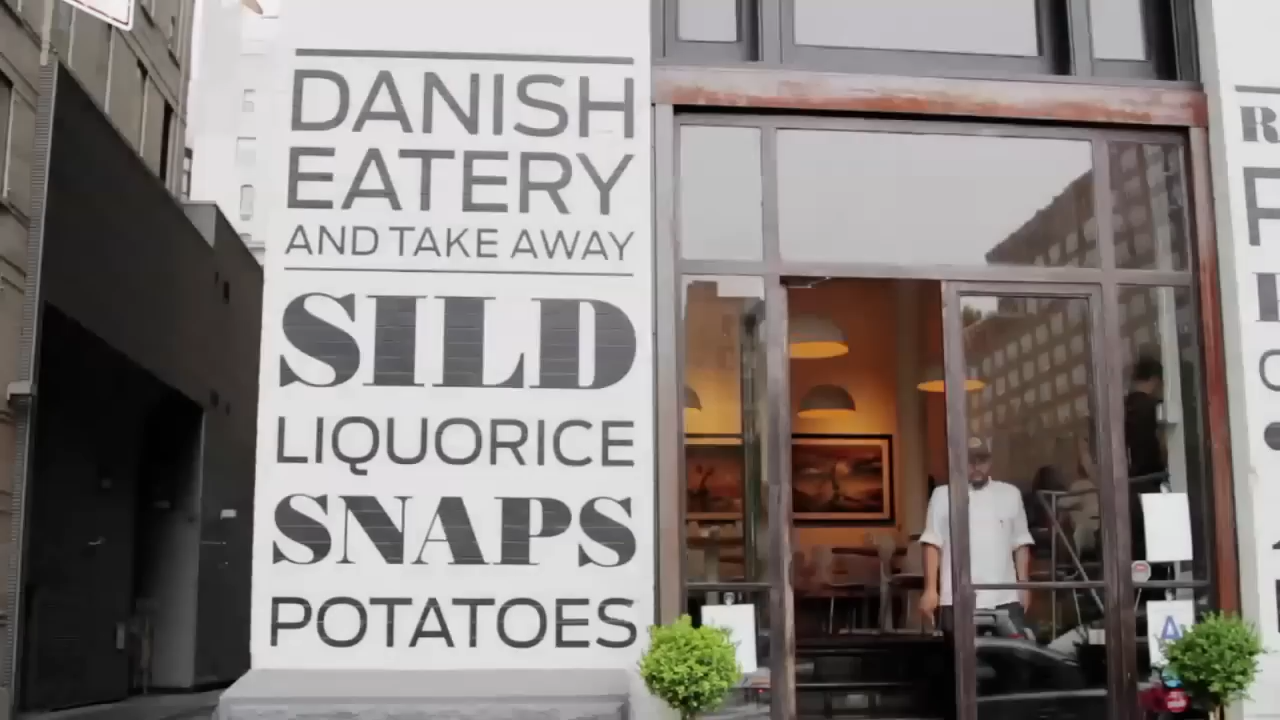 DANISH
EATERY
AND TAKE AWAY
SILD
LIQUORICE
SNAPS
POTATOES
A